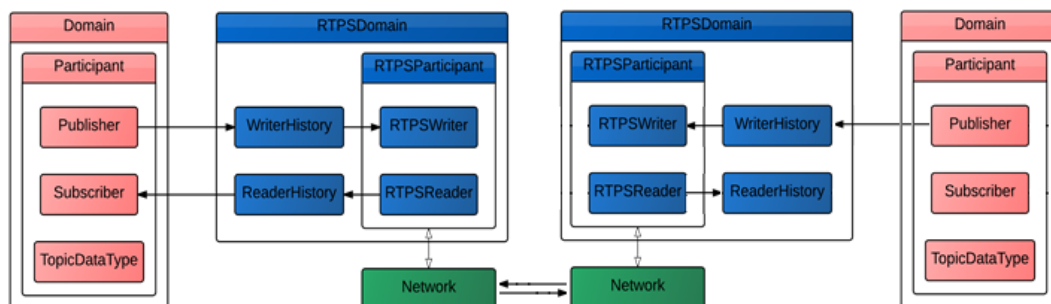 Domain
RTPSDomain
RTPSDomain
Domain
Participant
RTPSParticipant
RTPSParticipant
Participant
Publisher
WriterHistory
RTPSWriter
RTPSWriter
WriterHistory
Publisher
Subscriber
ReaderHistory
RTPSReader
RTPSReader
ReaderHistory
Subscriber
TopicDataType
TopicDataType
Network
Network